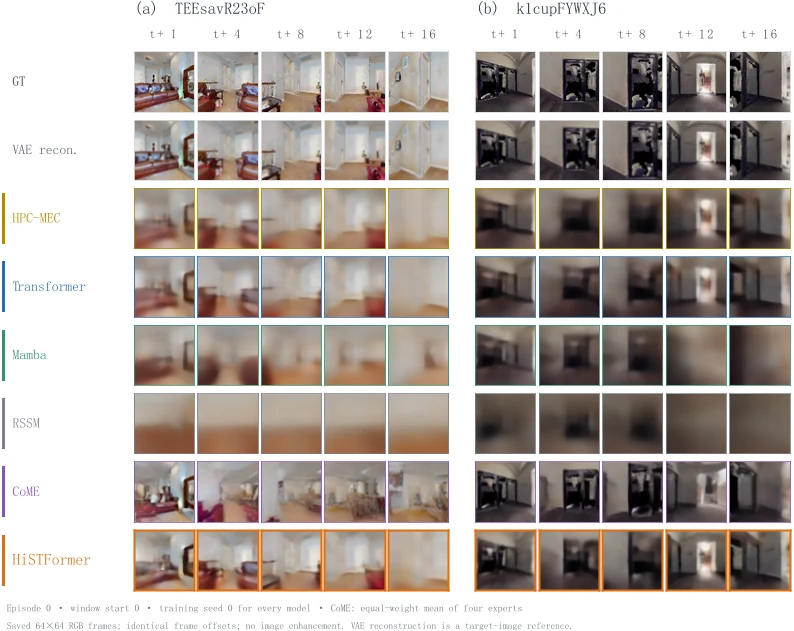 (a) TEEsavR23oF (b) k1cupFYWXJ6
t+ 1 t+ 4 t+ 8 t+ 12 t+ 16 t+ 1 t+ 4 t+ 8 t+ 12 t+ 16
GT
VAE recon.
HPC-MEC
Transformer
Mamba
RSSM
CoME
HiSTFormer
Episode 0 • window start 0 • training seed 0 for every model • CoME: equal-weight mean of four experts
Saved 64×64 RGB frames; identical frame offsets; no image enhancement. VAE reconstruction is a target-image reference.